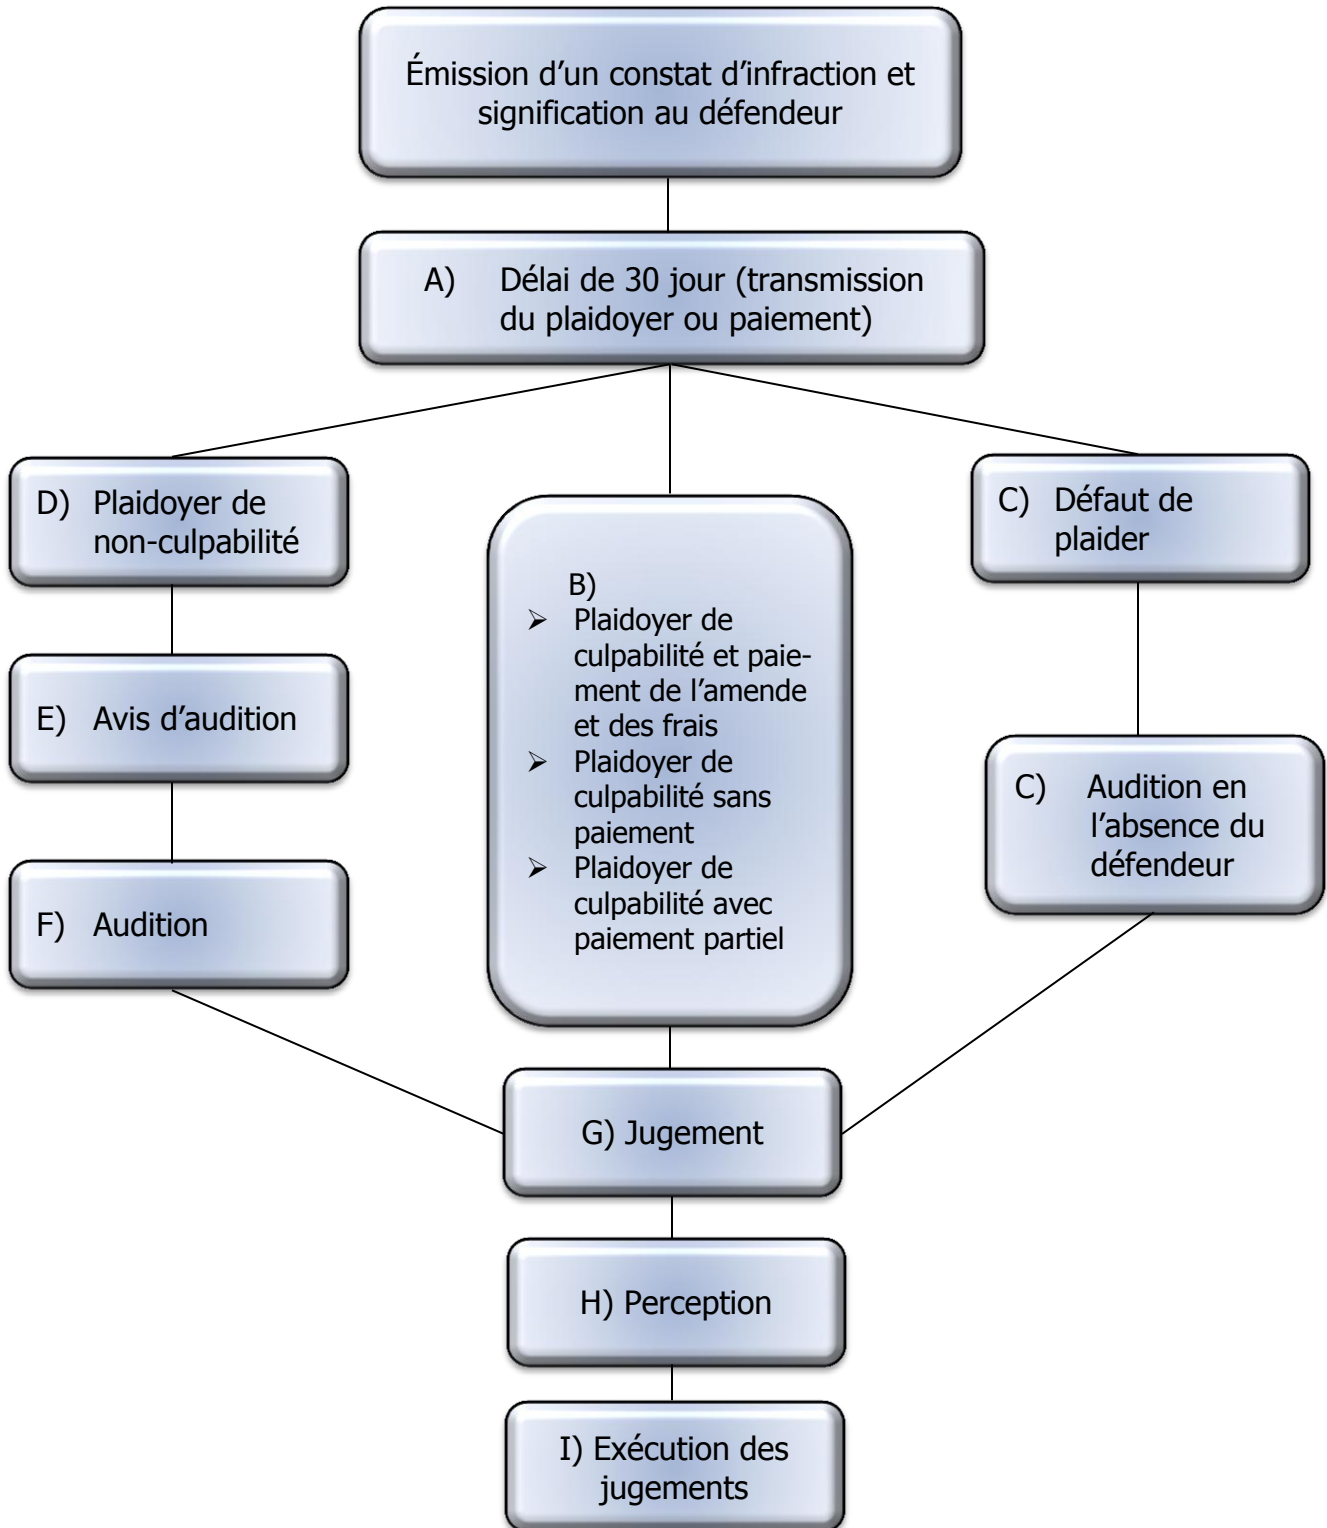 Émission d’un constat d’infraction et
signification au défendeur
A) Délai de 30 jour (transmission
du plaidoyer ou paiement)
D) Plaidoyer de
non-culpabilité
E) Avis d’audition
F) Audition
B)
➢ Plaidoyer de
culpabilité et paie-
ment de l’amende
et des frais
➢ Plaidoyer de
culpabilité sans
paiement
➢ Plaidoyer de
culpabilité avec
paiement partiel
C) Défaut de
plaider
C) Audition en
l’absence du
défendeur
G) Jugement
H) Perception
I) Exécution des
jugements